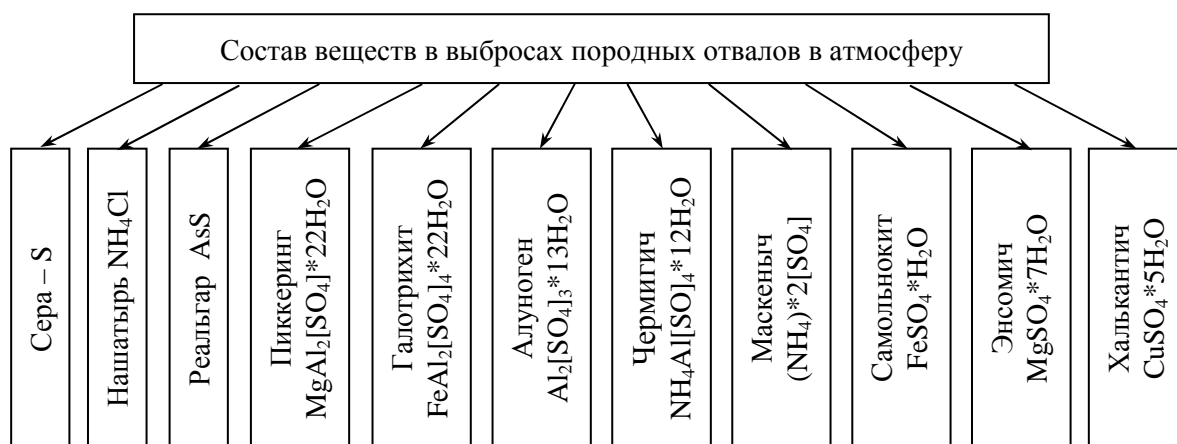 Состав веществ в выбросах породных отвалов в атмосферу
Сера – S
Нашатырь NH₄Cl
Реальгар AsS
Пиккеринг
MgAl₂[SO₄]*22H₂O
Галотрихит
FeAl₂[SO₄]₄*22H₂O
Алуноген
Al₂[SO₄]₃*13H₂O
Чермигич
NH₄Al[SO]₄*12H₂O
Маскеныч
(NH₄)*2[SO₄]
Самольнокит
FeSO₄*H₂O
Энсомич
MgSO₄*7H₂O
Халькантич
CuSO₄*5H₂O